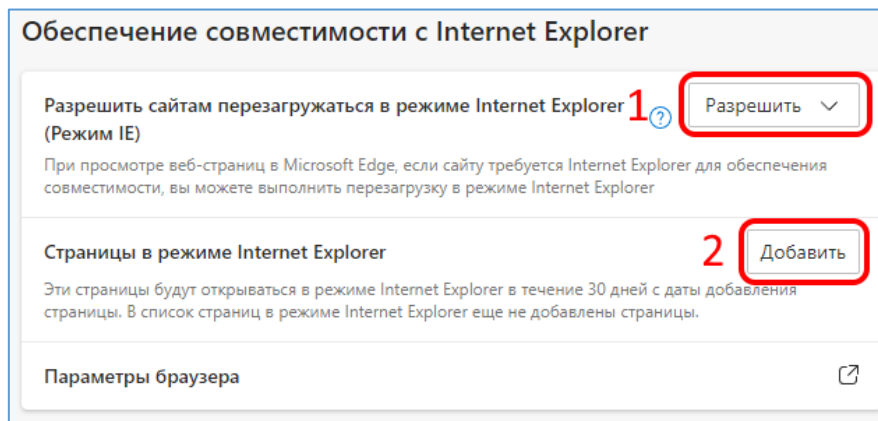 Обеспечение совместимости с Internet Explorer
Разрешить сайтам перезагружаться в режиме Internet Explorer 1 ? Разрешить
(Режим IE)
При просмотре веб-страниц в Microsoft Edge, если сайту требуется Internet Explorer для обеспечения
совместимости, вы можете выполнить перезагрузку в режиме Internet Explorer
Страницы в режиме Internet Explorer 2 Добавить
Эти страницы будут открываться в режиме Internet Explorer в течение 30 дней с даты добавления
страницы. В список страниц в режиме Internet Explorer еще не добавлены страницы.
Параметры браузера